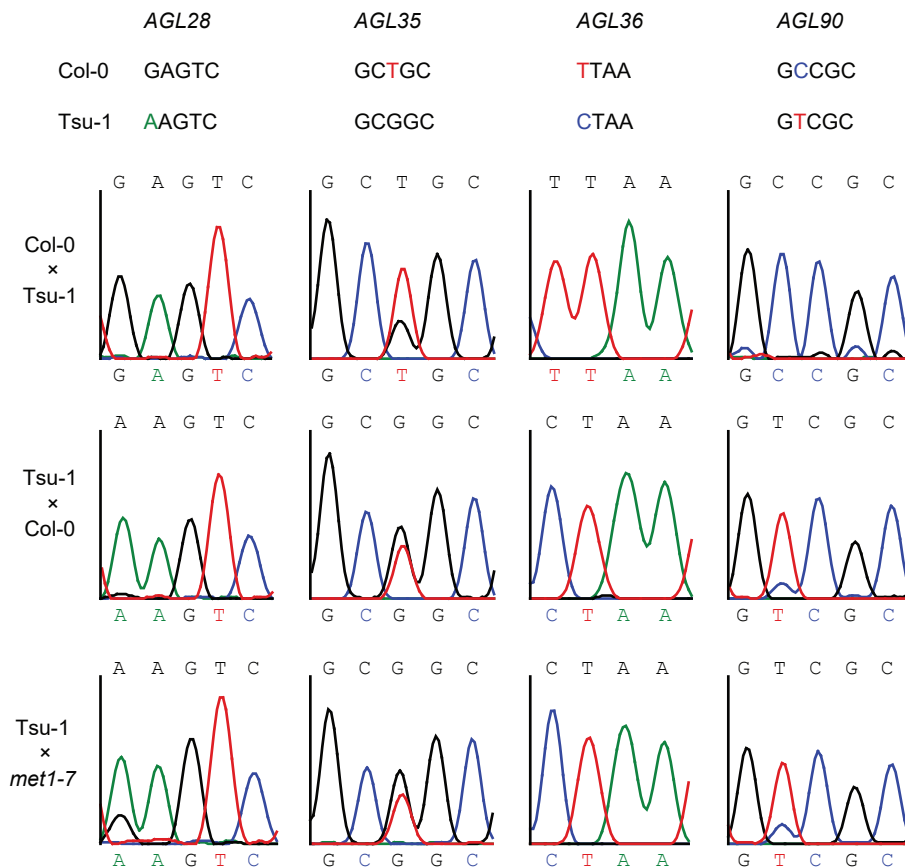 AGL28 AGL35 AGL36 AGL90
Col-0 GAGTC GCTGC TTAA GCCGC
Tsu-1 AAGTC GCGGC CTAA GTCGC
G A G T C G C T G C T T A A G C C G C
Col-0
×
Tsu-1
G A G T C G C T G C T T A A G C C G C
A A G T C G C G G C C T A A G T C G C
Tsu-1
×
Col-0
A A G T C G C G G C C T A A G T C G C
A A G T C G C G G C C T A A G T C G C
Tsu-1
×
met1-7
A A G T C G C G G C C T A A G T C G C